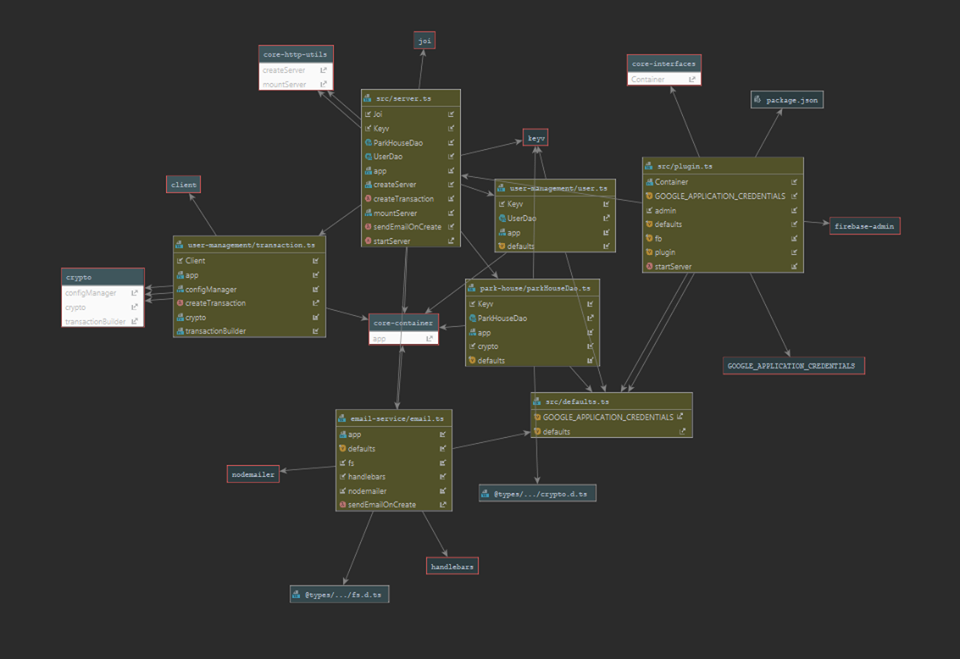 joi
core-http-utils
createServer
mountServer
core-interfaces
Container
package.json
src/server.ts
Joi
Keyv
ParkHouseDao
UserDao
app
createServer
createTransaction
mountServer
sendEmailOnCreate
startServer
keyv
src/plugin.ts
Container
GOOGLE_APPLICATION_CREDENTIALS
admin
defaults
fo
plugin
startServer
client
user-management/user.ts
Keyv
UserDao
app
defaults
firebase-admin
user-management/transaction.ts
Client
app
configManager
createTransaction
crypto
transactionBuilder
crypto
configManager
crypto
transactionBuilder
park-house/parkHouseDao.ts
Keyv
ParkHouseDao
app
crypto
defaults
core-container
app
GOOGLE_APPLICATION_CREDENTIALS
src/defaults.ts
GOOGLE_APPLICATION_CREDENTIALS
defaults
email-service/email.ts
app
defaults
fs
handlebars
nodemailer
sendEmailOnCreate
nodemailer
@types/.../crypto.d.ts
handlebars
@types/.../fs.d.ts